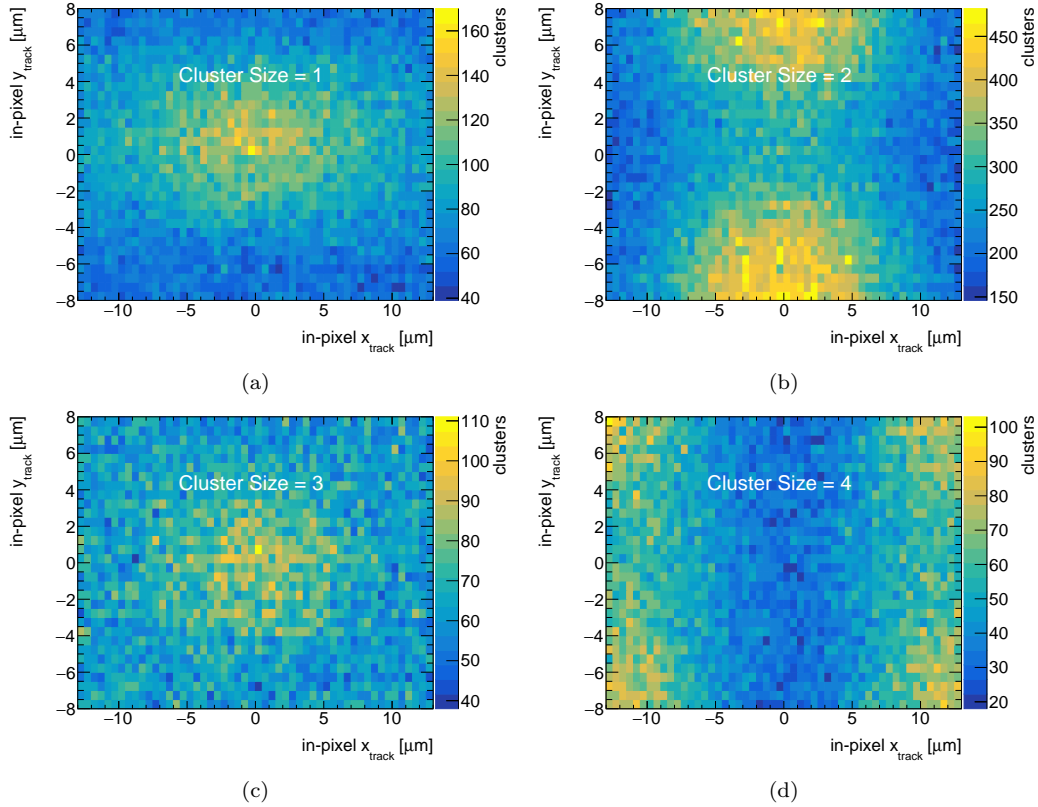 in-pixel y_track [μm]
clusters
8
6
4
2
0
−2
−4
−6
−8
160
140
120
100
80
60
40
Cluster Size = 1
−10 −5 0 5 10
in-pixel x_track [μm]
(a)
in-pixel y_track [μm]
clusters
8
6
4
2
0
−2
−4
−6
−8
450
400
350
300
250
200
150
Cluster Size = 2
−10 −5 0 5 10
in-pixel x_track [μm]
(b)
in-pixel y_track [μm]
clusters
8
6
4
2
0
−2
−4
−6
−8
110
100
90
80
70
60
50
40
Cluster Size = 3
−10 −5 0 5 10
in-pixel x_track [μm]
(c)
in-pixel y_track [μm]
clusters
8
6
4
2
0
−2
−4
−6
−8
100
90
80
70
60
50
40
30
20
Cluster Size = 4
−10 −5 0 5 10
in-pixel x_track [μm]
(d)